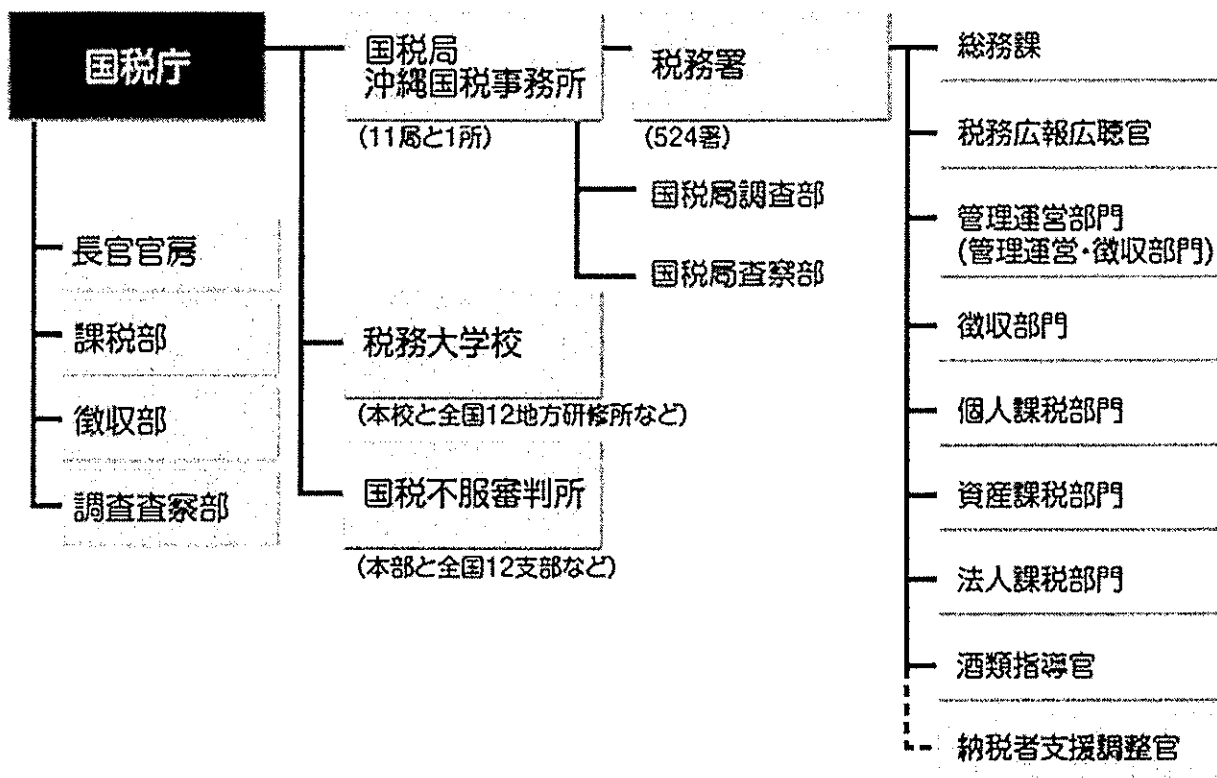 国税庁
長官官房
課税部
徴収部
調査査察部
国税局
沖縄国税事務所
(11局と1所)
税務署
(524署)
国税局調査部
国税局査察部
税務大学校
(本校と全国12地方研修所など)
国税不服審判所
(本部と全国12支部など)
総務課
税務広報広聴官
管理運営部門
(管理運営・徴収部門)
徴収部門
個人課税部門
資産課税部門
法人課税部門
酒類指導官
納税者支援調整官